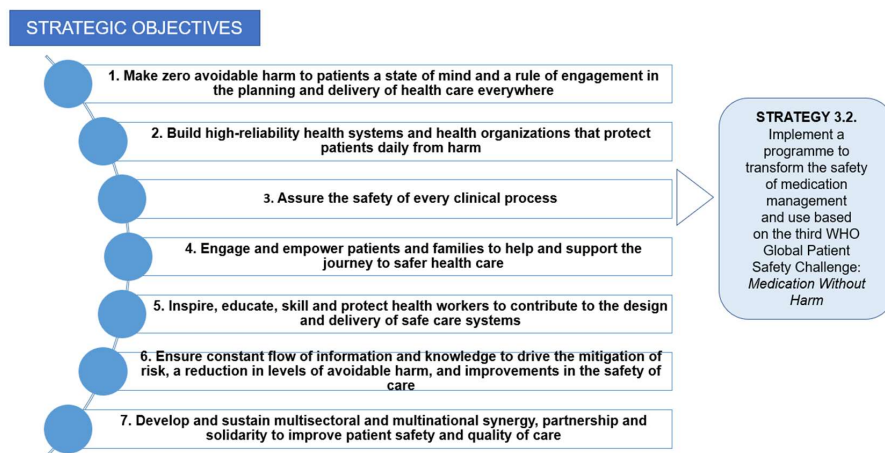 STRATEGIC OBJECTIVES
1. Make zero avoidable harm to patients a state of mind and a rule of engagement in
the planning and delivery of health care everywhere
2. Build high-reliability health systems and health organizations that protect
patients daily from harm
3. Assure the safety of every clinical process
4. Engage and empower patients and families to help and support the
journey to safer health care
5. Inspire, educate, skill and protect health workers to contribute to the design
and delivery of safe care systems
6. Ensure constant flow of information and knowledge to drive the mitigation of
risk, a reduction in levels of avoidable harm, and improvements in the safety of
care
7. Develop and sustain multisectoral and multinational synergy, partnership and
solidarity to improve patient safety and quality of care
STRATEGY 3.2.
Implement a
programme to
transform the safety
of medication
management
and use based
on the third WHO
Global Patient
Safety Challenge:
Medication Without
Harm